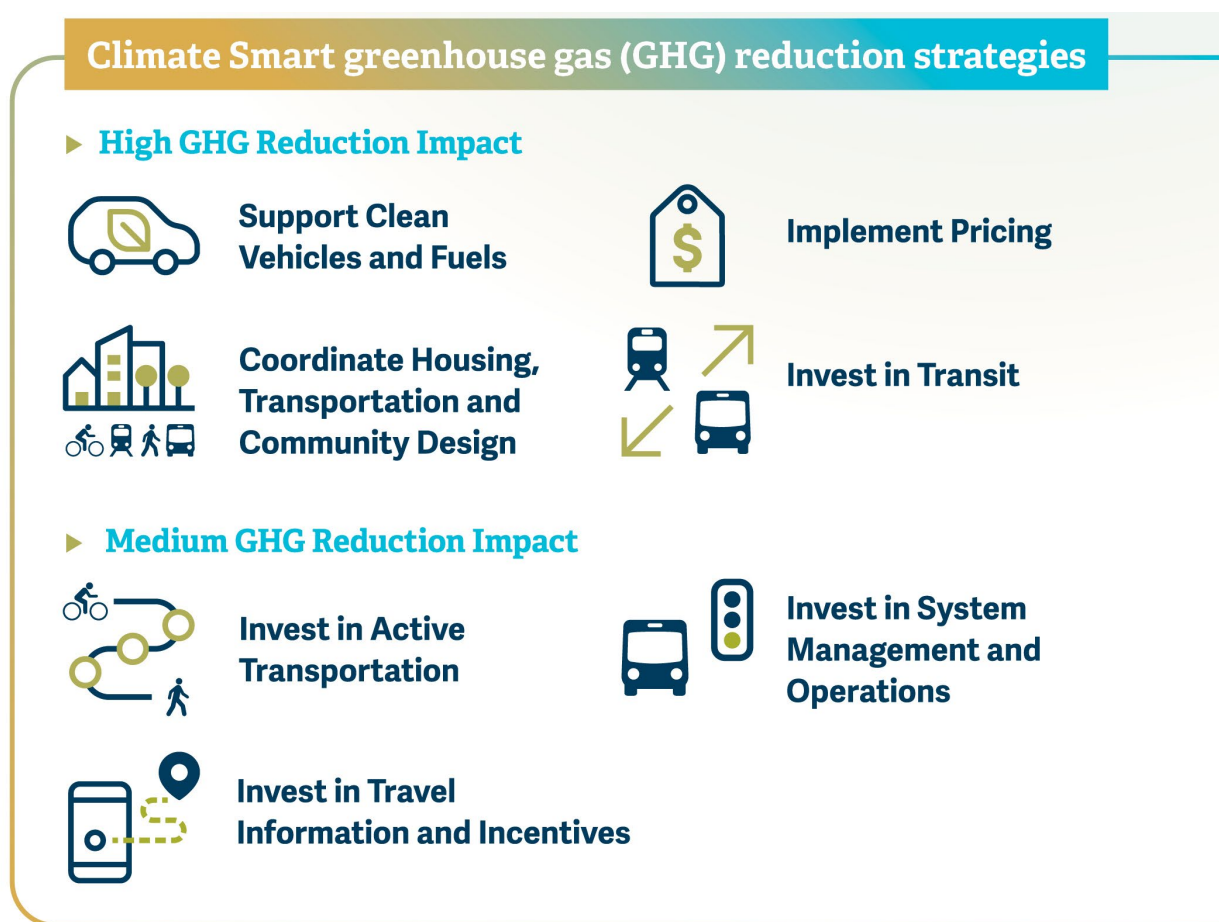 Climate Smart greenhouse gas (GHG) reduction strategies
High GHG Reduction Impact
Support Clean
Vehicles and Fuels
Implement Pricing
$
Coordinate Housing,
Transportation and
Community Design
Invest in Transit
Medium GHG Reduction Impact
Invest in Active
Transportation
Invest in System
Management and
Operations
Invest in Travel
Information and Incentives